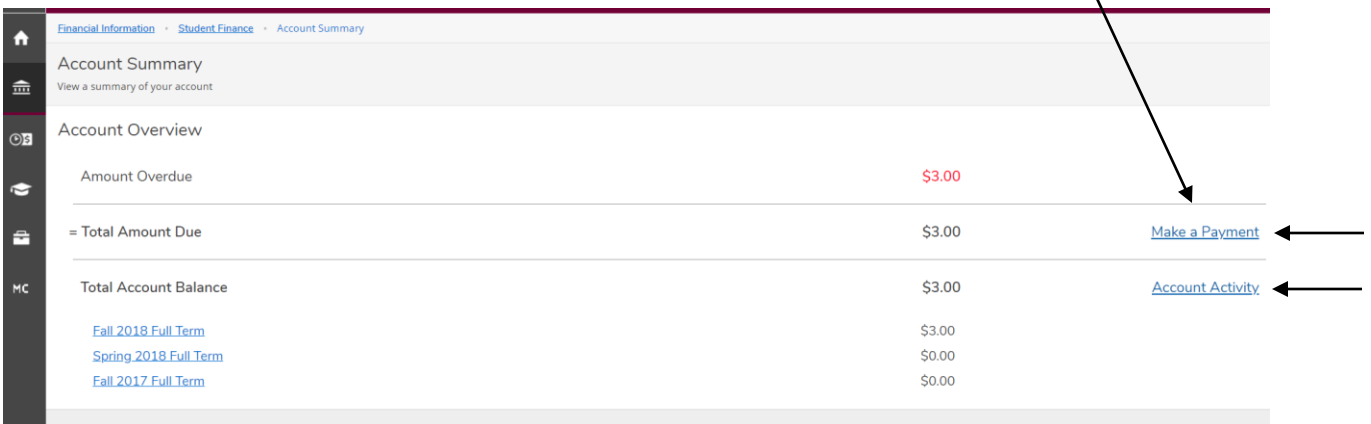 Financial Information · Student Finance · Account Summary
Account Summary
View a summary of your account
Account Overview
Amount Overdue $3.00
= Total Amount Due $3.00 Make a Payment
MC Total Account Balance $3.00 Account Activity
Fall 2018 Full Term $3.00
Spring 2018 Full Term $0.00
Fall 2017 Full Term $0.00